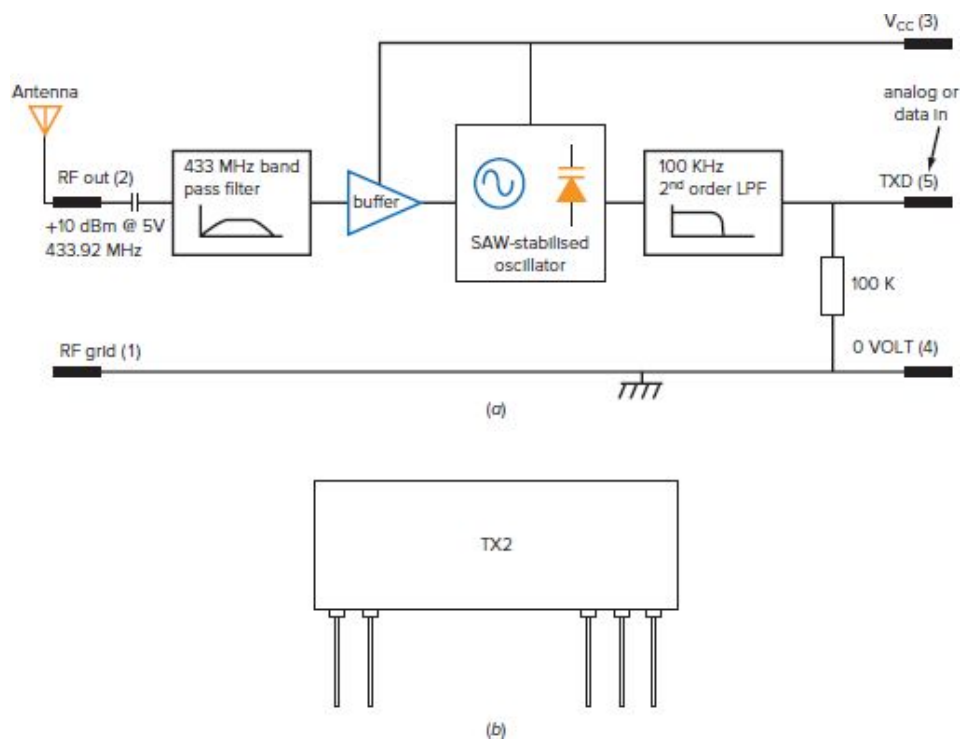 V_CC (3)
Antenna
analog or
data in
RF out (2)
433 MHz band
pass filter
buffer
100 KHz
2nd order LPF
TXD (5)
+10 dBm @ 5V
433.92 MHz
SAW-stabilised
oscillator
100 K
RF grid (1)
0 VOLT (4)
(a)
TX2
(b)